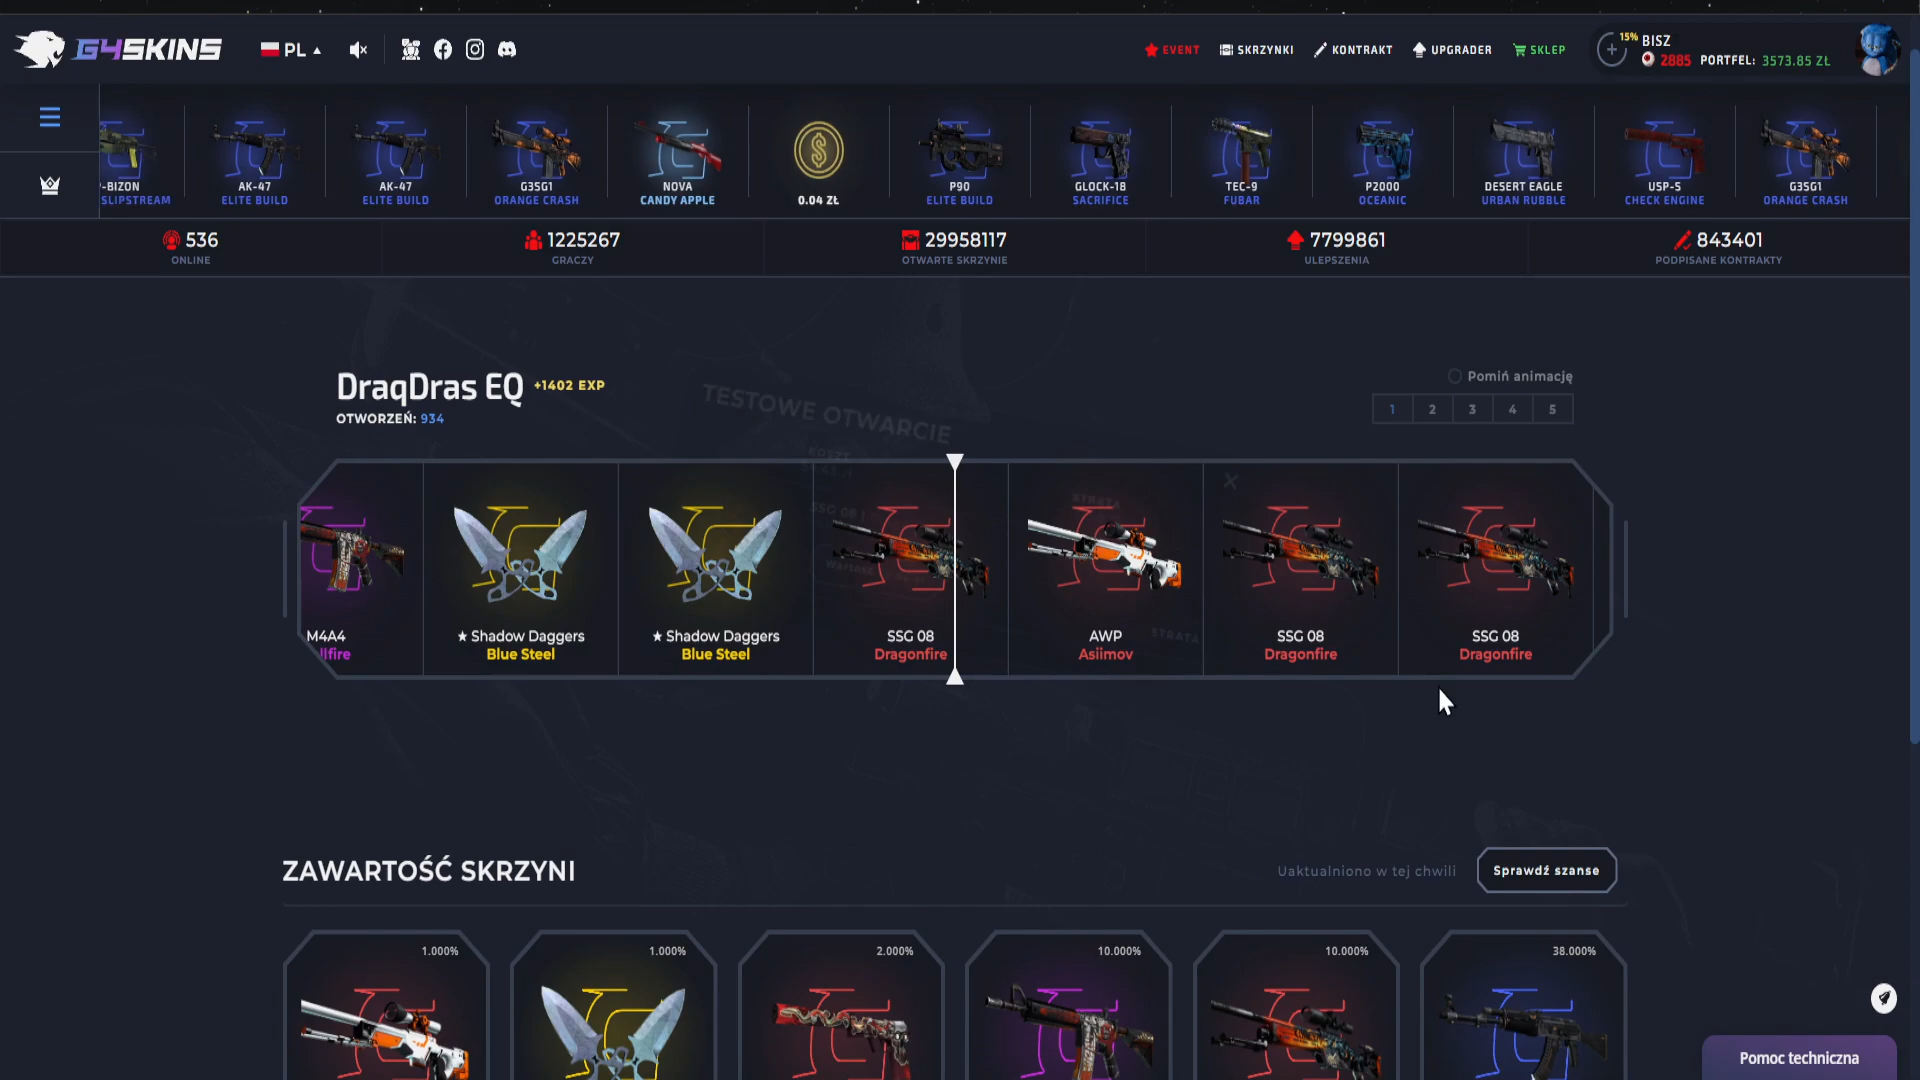 G4SKINS
PL
EVENT
SKRZYNKI
KONTRAKT
UPGRADER
SKLEP
15%
BISZ
2885
PORTFEL: 3573.85 ZŁ
P-BIZON
SLIPSTREAM
AK-47
ELITE BUILD
AK-47
ELITE BUILD
G3SG1
ORANGE CRASH
NOVA
CANDY APPLE
0.04 ZŁ
P90
ELITE BUILD
GLOCK-18
SACRIFICE
TEC-9
FUBAR
P2000
OCEANIC
DESERT EAGLE
URBAN RUBBLE
USP-S
CHECK ENGINE
G3SG1
ORANGE CRASH
536
ONLINE
1225267
GRACZY
29958117
OTWARTE SKRZYNIE
7799861
ULEPSZENIA
843401
PODPISANE KONTRAKTY
DraqDras EQ +1402 EXP
OTWORZEŃ: 934
TESTOWE OTWARCIE
KOSZT
Pomiń animację
1 2 3 4 5
M4A4
llfire
★ Shadow Daggers
Blue Steel
★ Shadow Daggers
Blue Steel
SSG 08
Wartość
SSG 08
Dragonfire
STRATA
AWP
Asiimov
STRATA
SSG 08
Dragonfire
SSG 08
Dragonfire
ZAWARTOŚĆ SKRZYNI
Uaktualniono w tej chwili
Sprawdź szanse
1.000%
1.000%
2.000%
10.000%
10.000%
38.000%
Pomoc techniczna